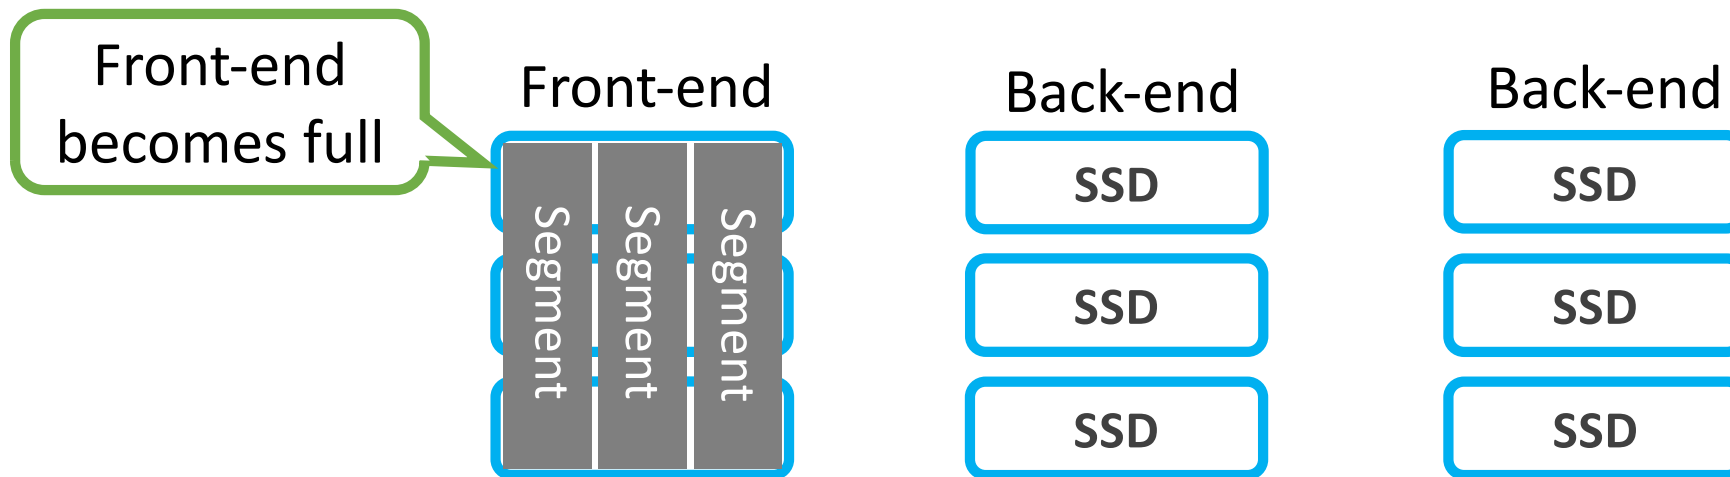 Front-end
becomes full
Front-end
Segment
Segment
Segment
Back-end
SSD
SSD
SSD
Back-end
SSD
SSD
SSD